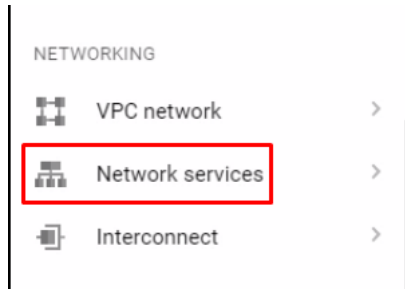 NETWORKING
VPC network
Network services
Interconnect